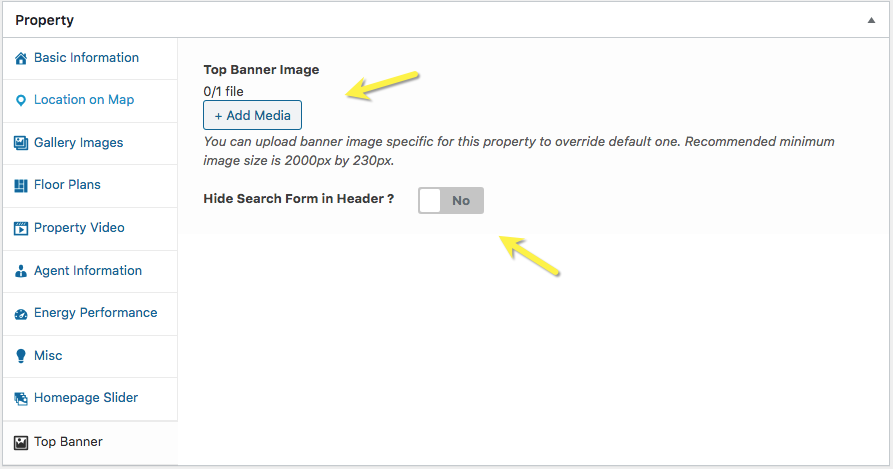 Property
Basic Information
Location on Map
Gallery Images
Floor Plans
Property Video
Agent Information
Energy Performance
Misc
Homepage Slider
Top Banner
Top Banner Image
0/1 file
+ Add Media
You can upload banner image specific for this property to override default one. Recommended minimum
image size is 2000px by 230px.
Hide Search Form in Header ? No